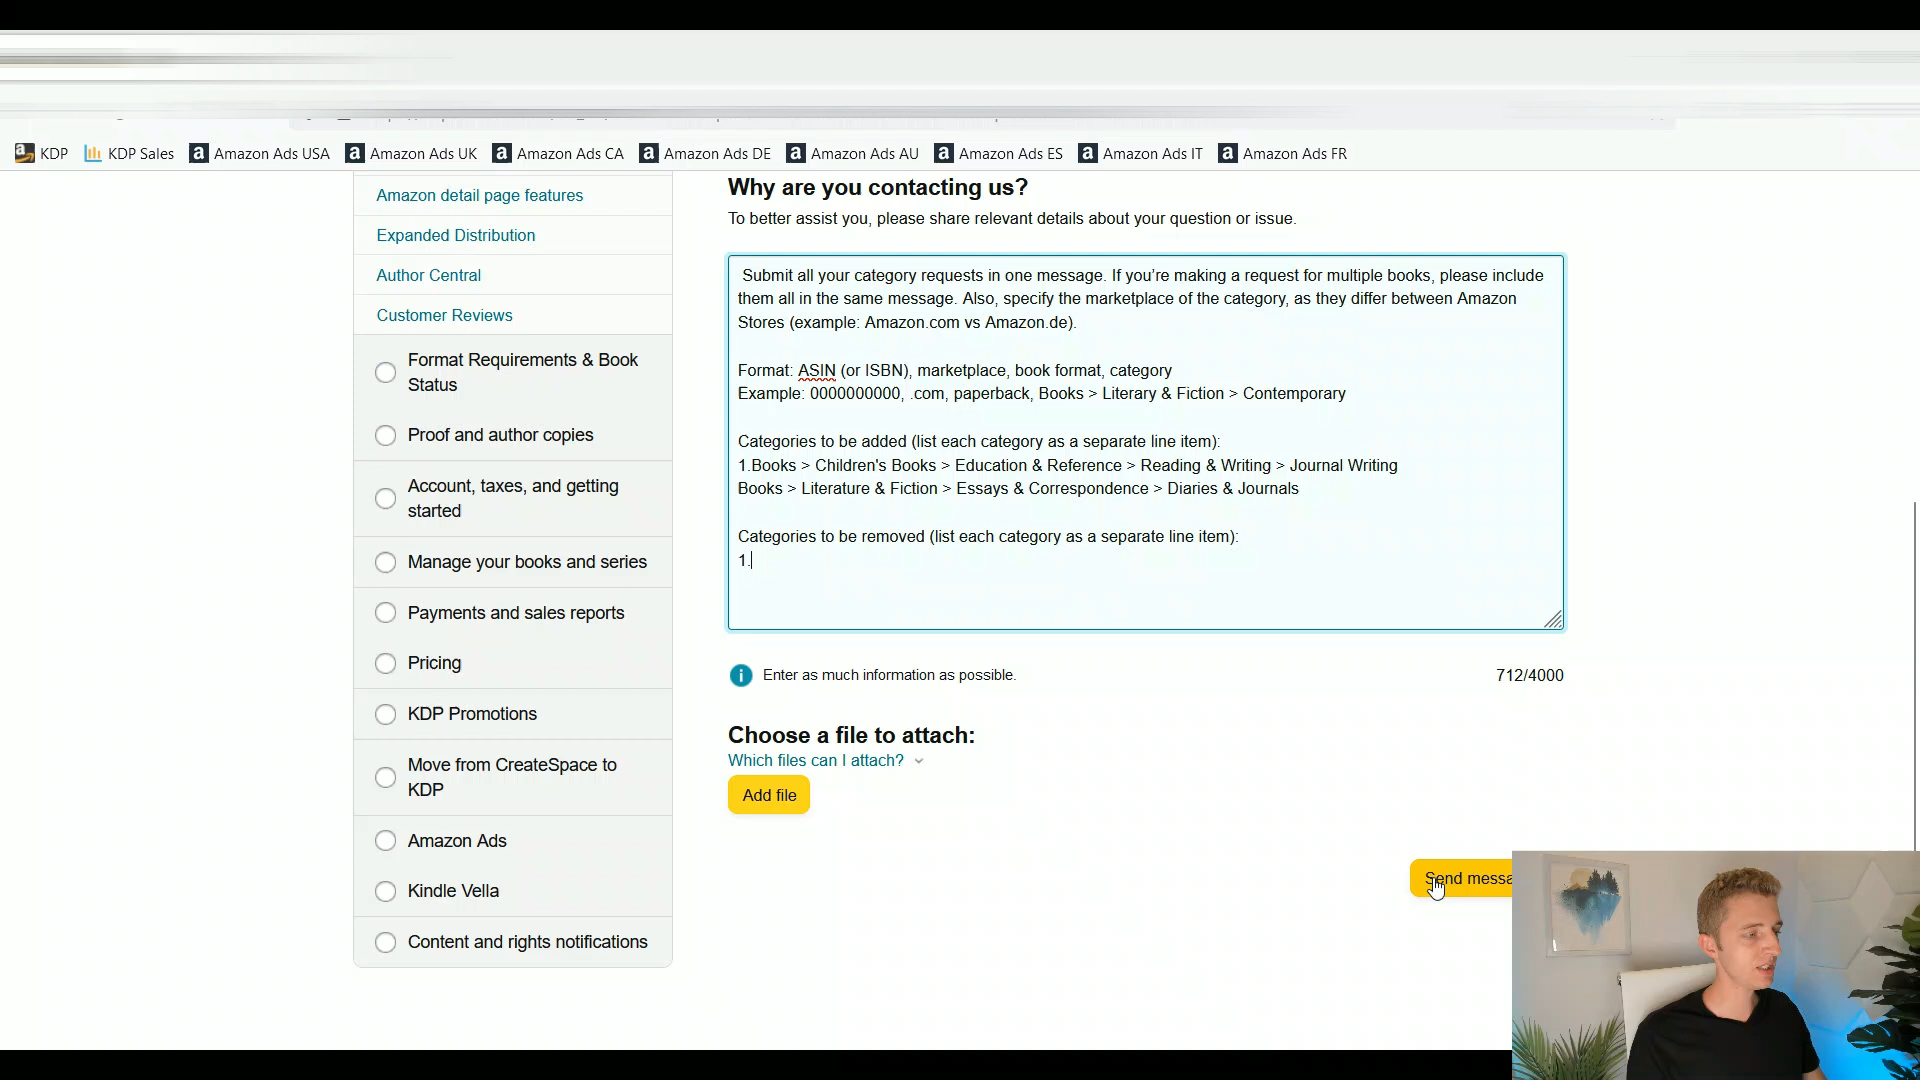 KDP KDP Sales Amazon Ads USA Amazon Ads UK Amazon Ads CA Amazon Ads DE Amazon Ads AU Amazon Ads ES Amazon Ads IT Amazon Ads FR
Amazon detail page features
Expanded Distribution
Author Central
Customer Reviews
Format Requirements & Book
Status
Proof and author copies
Account, taxes, and getting
started
Manage your books and series
Payments and sales reports
Pricing
KDP Promotions
Move from CreateSpace to
KDP
Amazon Ads
Kindle Vella
Content and rights notifications
Why are you contacting us?
To better assist you, please share relevant details about your question or issue.
Submit all your category requests in one message. If you’re making a request for multiple books, please include
them all in the same message. Also, specify the marketplace of the category, as they differ between Amazon
Stores (example: Amazon.com vs Amazon.de).
Format: ASIN (or ISBN), marketplace, book format, category
Example: 0000000000, .com, paperback, Books > Literary & Fiction > Contemporary
Categories to be added (list each category as a separate line item):
1.Books > Children's Books > Education & Reference > Reading & Writing > Journal Writing
Books > Literature & Fiction > Essays & Correspondence > Diaries & Journals
Categories to be removed (list each category as a separate line item):
1.
Enter as much information as possible.
712/4000
Choose a file to attach:
Which files can I attach?
Add file
Send messa